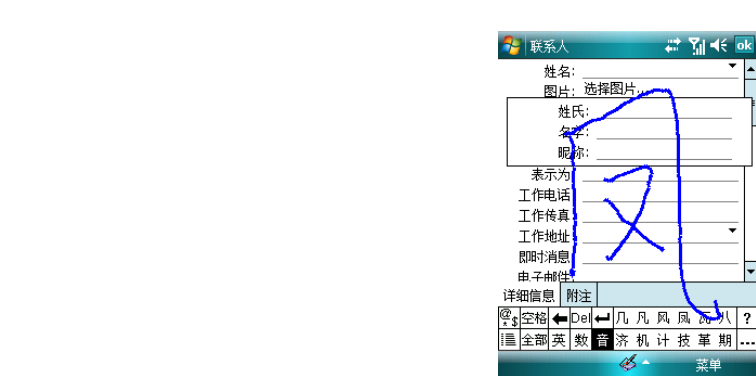 联系人 ok
姓名:
图片: 选择图片...
姓氏:
名字:
昵称:
表示为
工作电话
工作传真
工作地址
即时消息
电子邮件:
凤
详细信息 附注
@*$ 空格 Del 几 凡 风 凤 瓦 八 ?
全部 英 数 音 济 机 计 技 革 期 ...
菜单